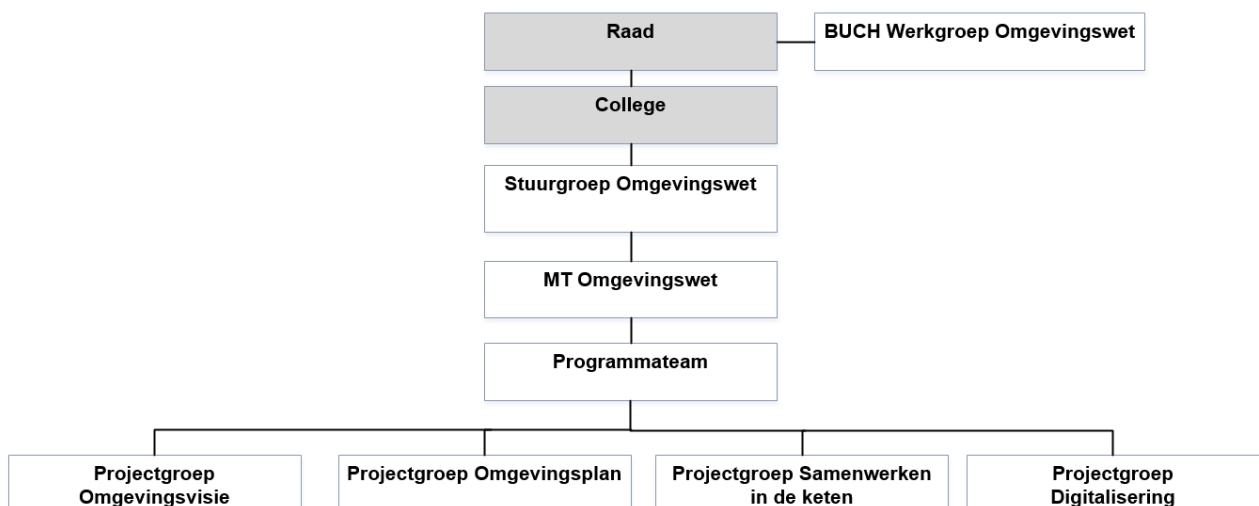 Raad
BUCH Werkgroep Omgevingswet
College
Stuurgroep Omgevingswet
MT Omgevingswet
Programmateam
Projectgroep
Omgevingsvisie
Projectgroep Omgevingsplan
Projectgroep Samenwerken
in de keten
Projectgroep
Digitalisering